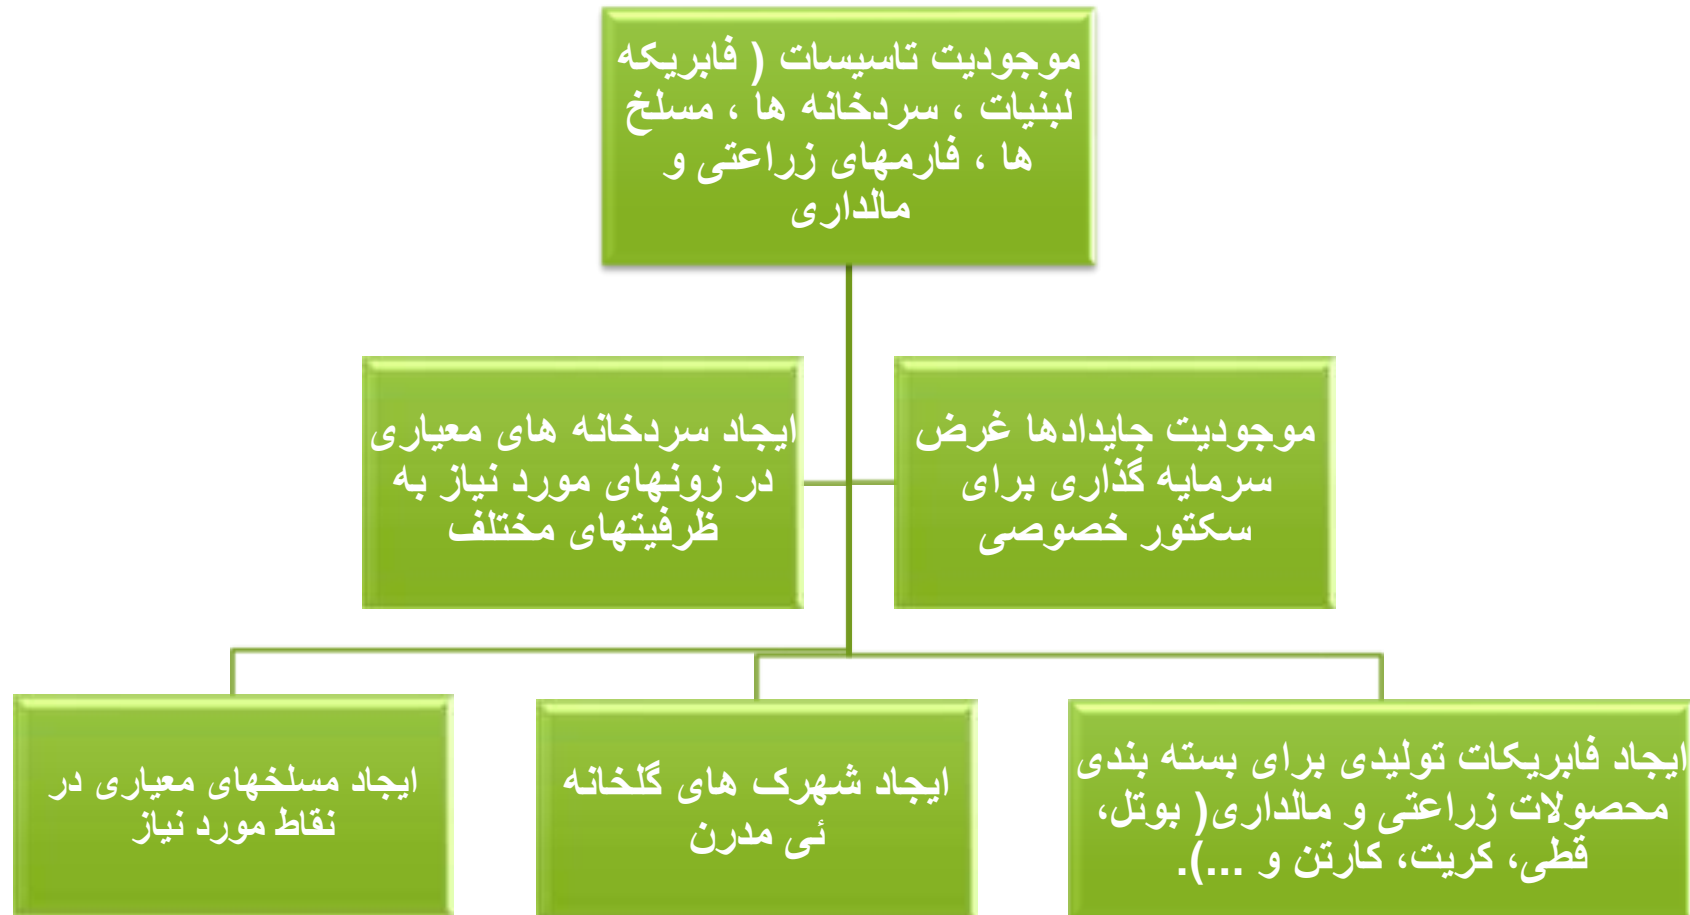 موجودیت تاسیسات ( فابریکه
لبنیات ، سردخانه ها ، مسلخ
ها ، فارمهای زراعتی و
مالداری
موجودیت جایدادها غرض
سرمایه گذاری برای
سکتور خصوصی
ایجاد سردخانه های معیاری
در زونهای مورد نیاز به
ظرفیتهای مختلف
ایجاد فابریکات تولیدی برای بسته بندی
محصولات زراعتی و مالداری( بوتل،
قطی، کریت، کارتن و ...).
ایجاد شهرک های گلخانه
ئی مدرن
ایجاد مسلخهای معیاری در
نقاط مورد نیاز